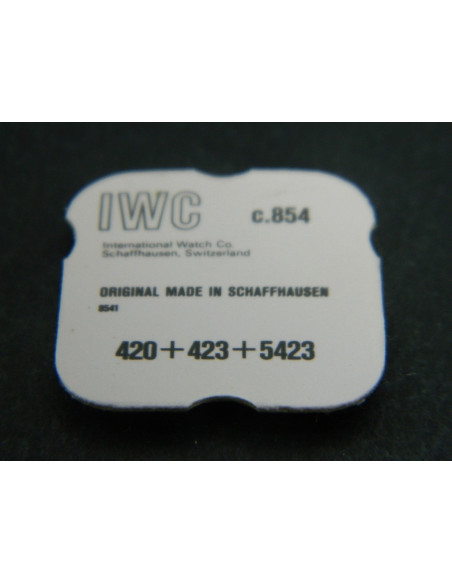 IWC c.854
International Watch Co.
Schaffhausen, Switzerland
ORIGINAL MADE IN SCHAFFHAUSEN
8541
420+423+5423